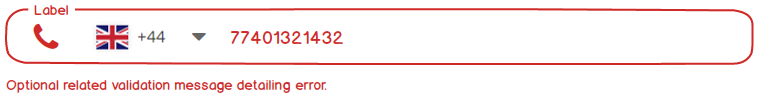 Label
+44 77401321432
Optional related validation message detailing error.